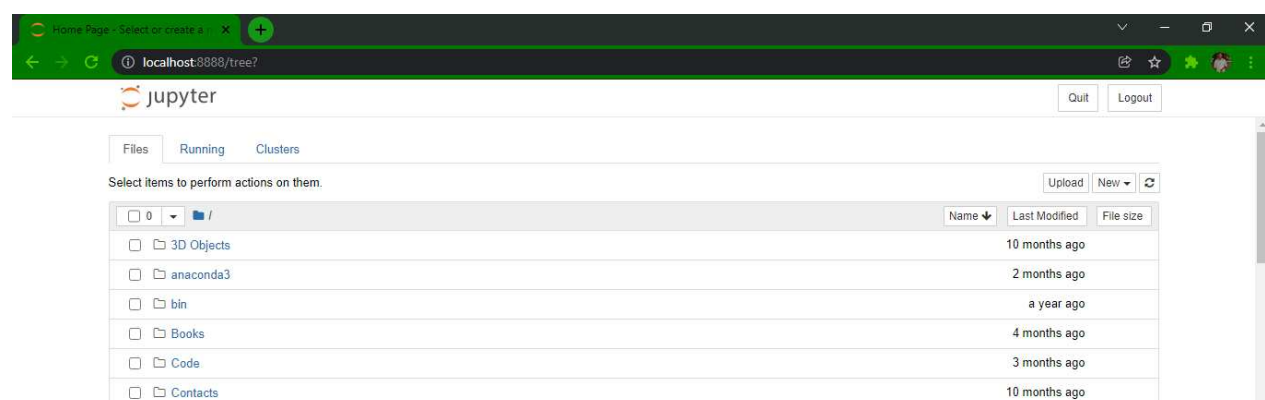 Home Page - Select or create a
localhost:8888/tree?
jupyter
Quit Logout
Files Running Clusters
Select items to perform actions on them.
Upload New
0 / Name Last Modified File size
3D Objects 10 months ago
anaconda3 2 months ago
bin a year ago
Books 4 months ago
Code 3 months ago
Contacts 10 months ago